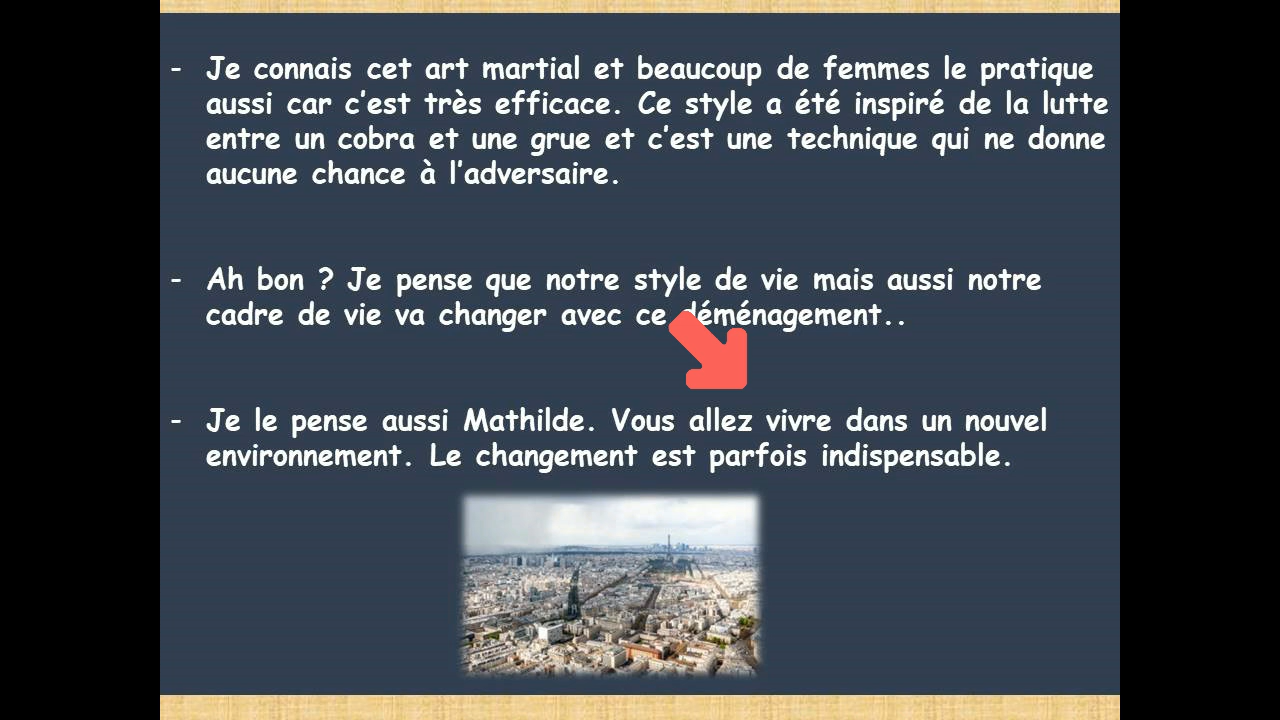 - Je connais cet art martial et beaucoup de femmes le pratique
aussi car c’est très efficace. Ce style a été inspiré de la lutte
entre un cobra et une grue et c’est une technique qui ne donne
aucune chance à l’adversaire.
- Ah bon ? Je pense que notre style de vie mais aussi notre
cadre de vie va changer avec ce déménagement..
- Je le pense aussi Mathilde. Vous allez vivre dans un nouvel
environnement. Le changement est parfois indispensable.